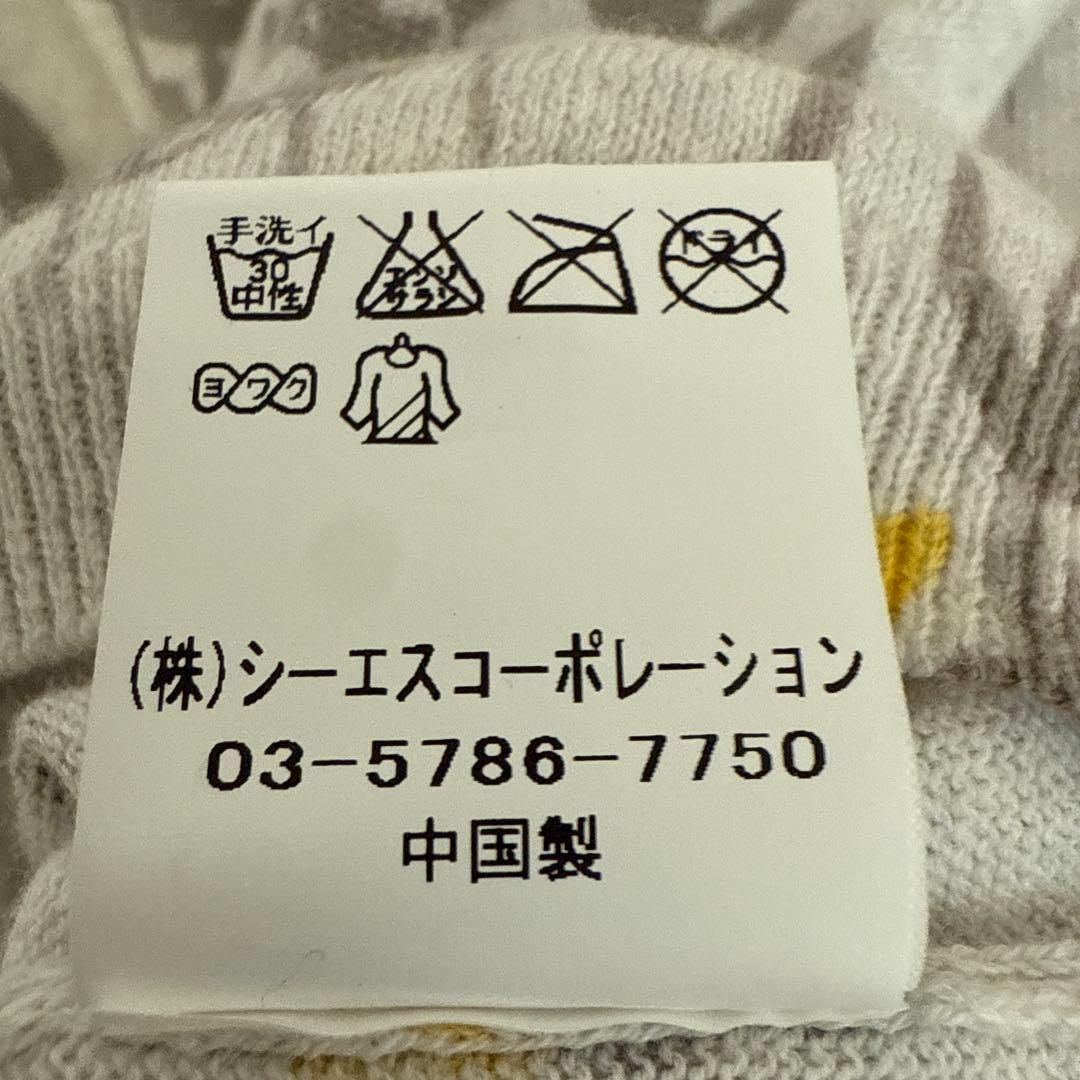 手洗イ
30
中性
エンソ
サラシ
ドライ
ヨワク
(株)シーエスコーポレーション
03-5786-7750
中国製